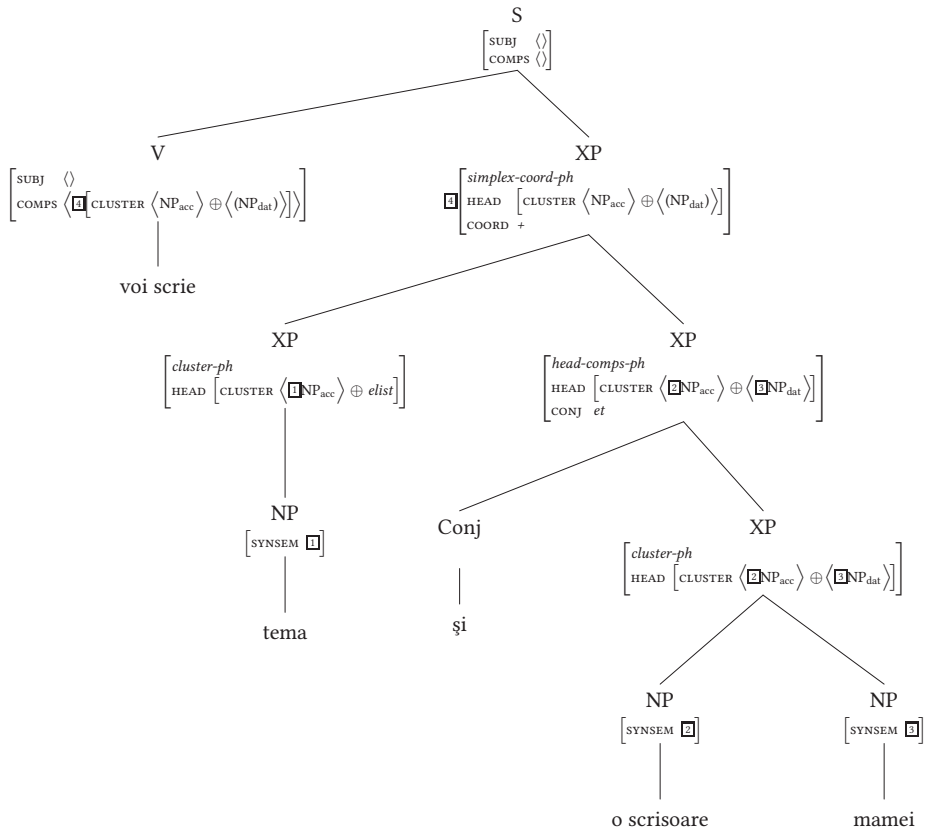 S
[SUBJ ⟨⟩
COMPS ⟨⟩]
V
[SUBJ ⟨⟩
COMPS ⟨4[CLUSTER ⟨NPacc⟩ ⊕ ⟨(NPdat)⟩]⟩]
voi scrie
XP
4[simplex-coord-ph
HEAD [CLUSTER ⟨NPacc⟩ ⊕ ⟨(NPdat)⟩]
COORD +]
XP
[cluster-ph
HEAD [CLUSTER ⟨1NPacc⟩ ⊕ elist]]
XP
[head-comps-ph
HEAD [CLUSTER ⟨2NPacc⟩ ⊕ ⟨3NPdat⟩]
CONJ et]
NP
[SYNSEM 1]
tema
Conj
şi
XP
[cluster-ph
HEAD [CLUSTER ⟨2NPacc⟩ ⊕ ⟨3NPdat⟩]]
NP
[SYNSEM 2]
o scrisoare
NP
[SYNSEM 3]
mamei